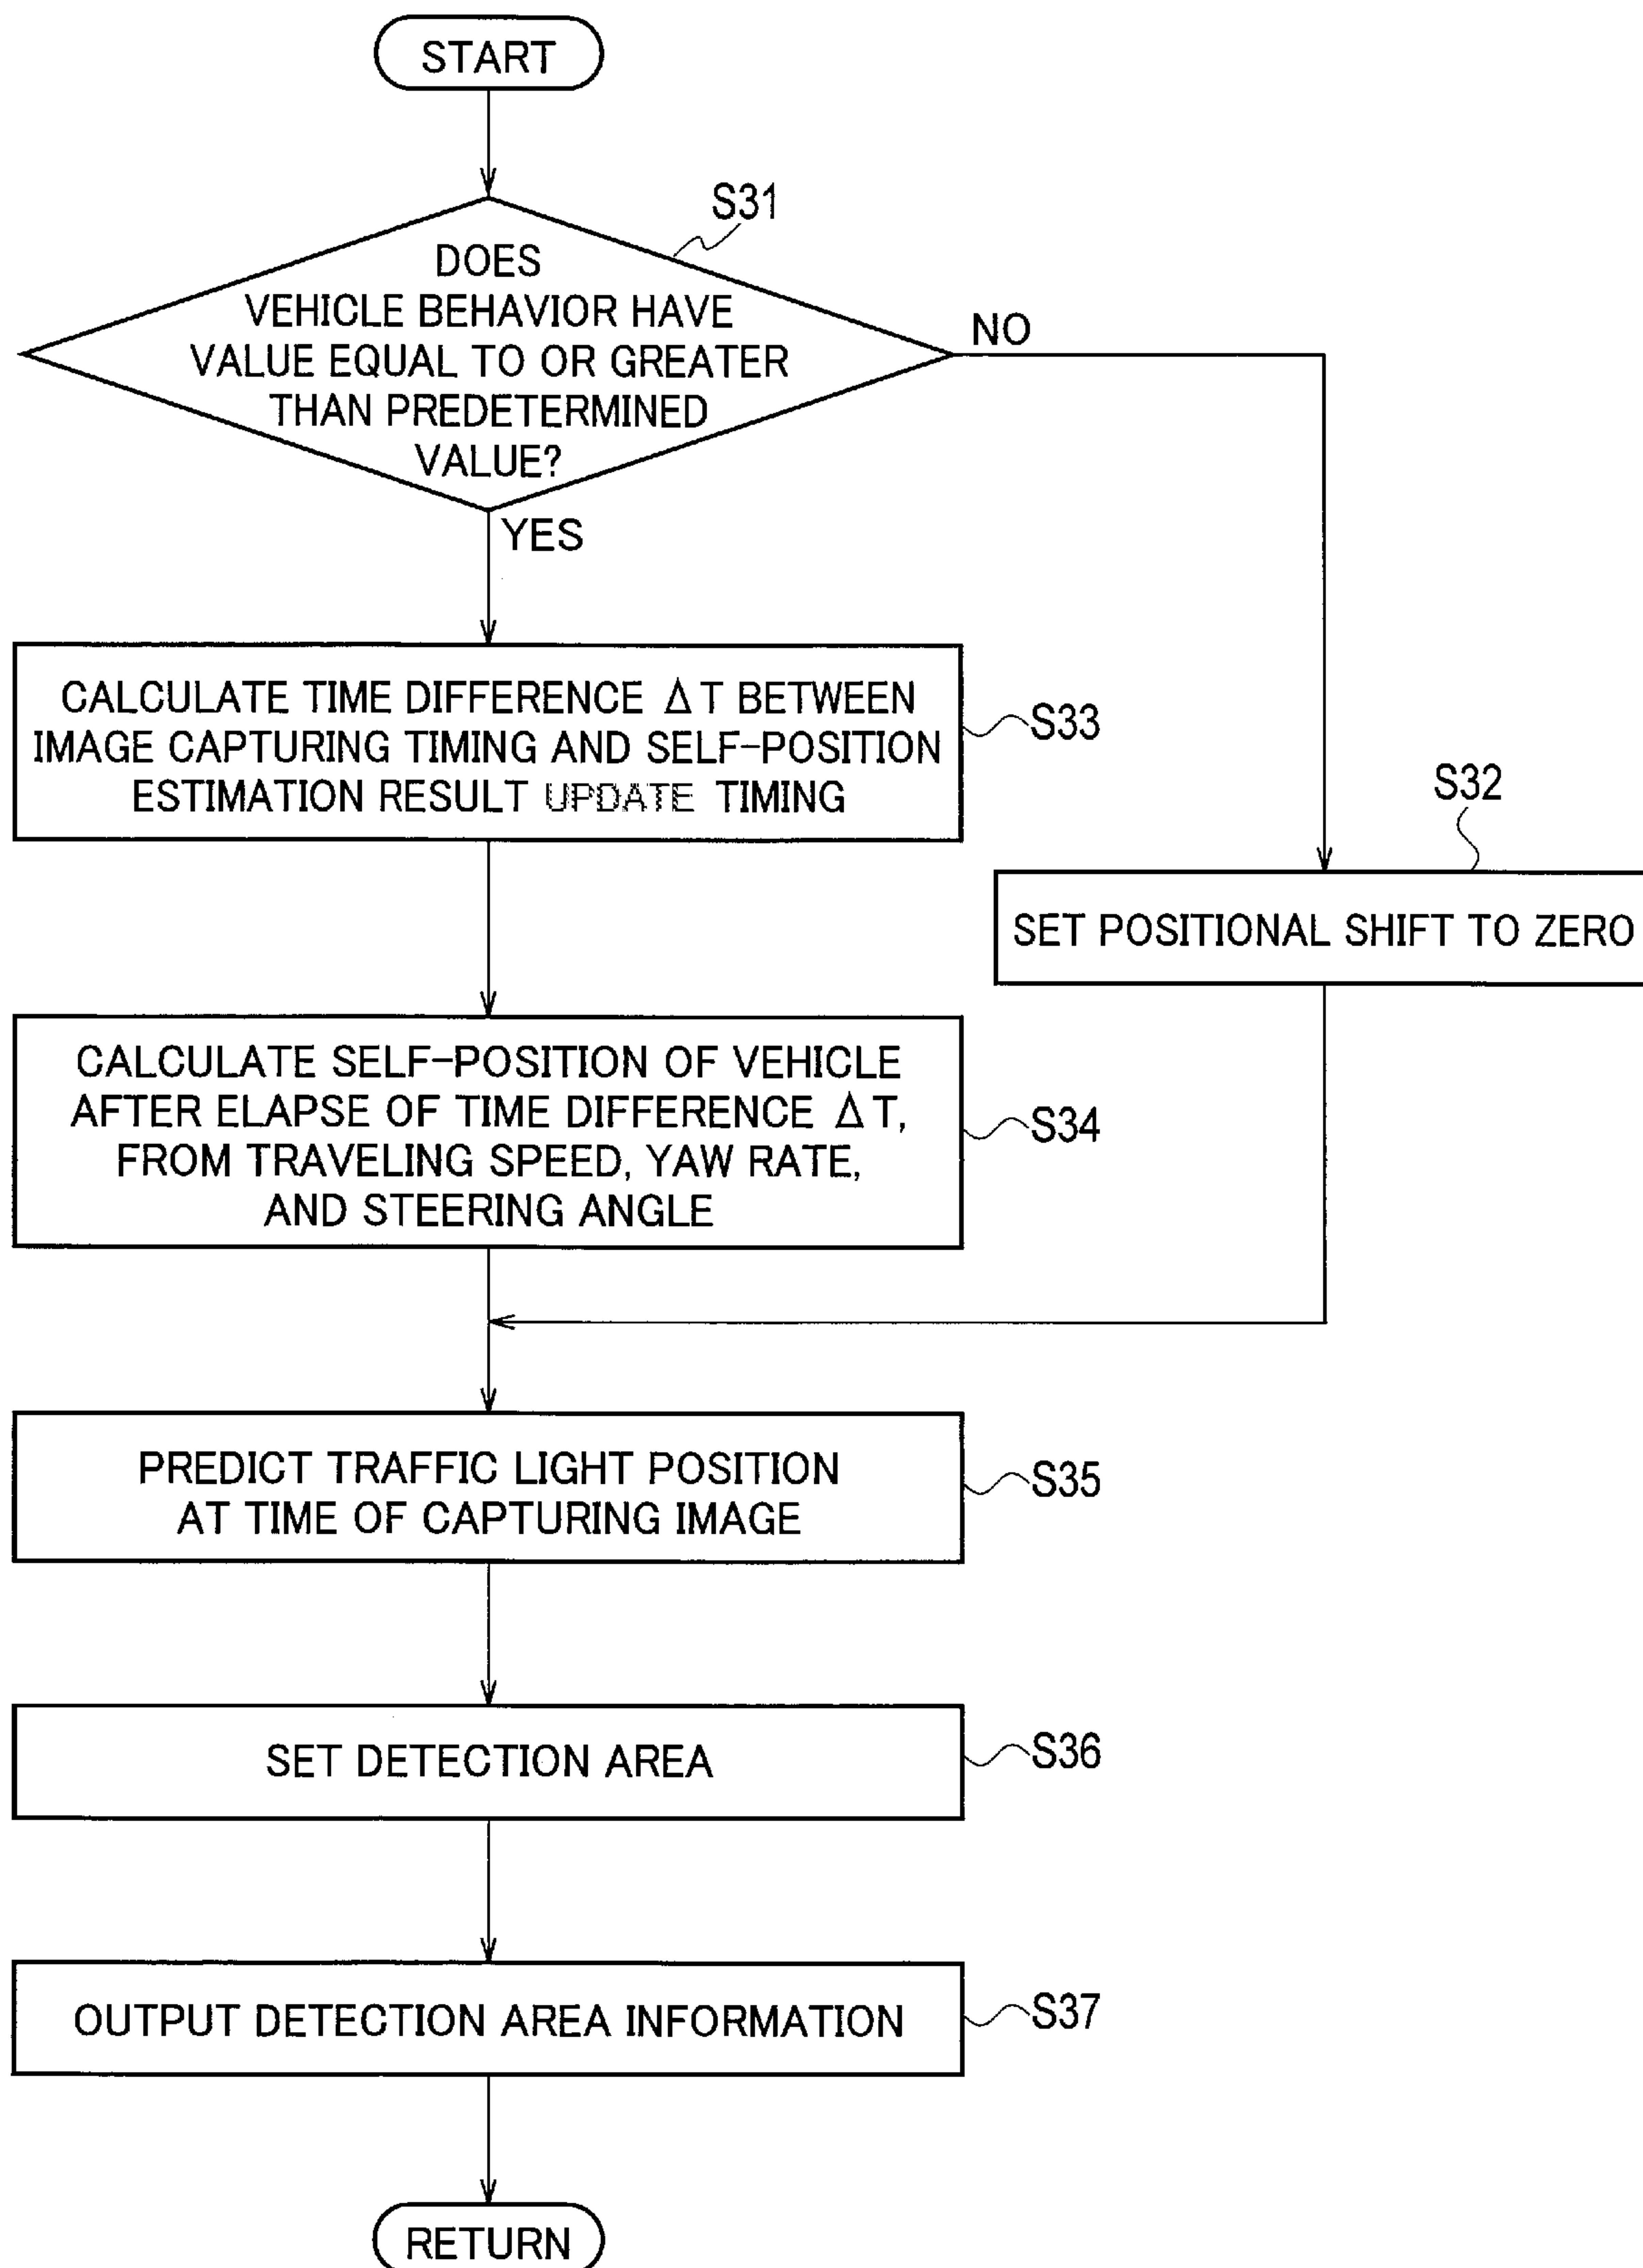 START
S31
DOES
VEHICLE BEHAVIOR HAVE
VALUE EQUAL TO OR GREATER
THAN PREDETERMINED
VALUE?
NO
YES
CALCULATE TIME DIFFERENCE ΔT BETWEEN
IMAGE CAPTURING TIMING AND SELF-POSITION
ESTIMATION RESULT UPDATE TIMING
S33
S32
SET POSITIONAL SHIFT TO ZERO
CALCULATE SELF-POSITION OF VEHICLE
AFTER ELAPSE OF TIME DIFFERENCE ΔT,
FROM TRAVELING SPEED, YAW RATE,
AND STEERING ANGLE
S34
PREDICT TRAFFIC LIGHT POSITION
AT TIME OF CAPTURING IMAGE
S35
SET DETECTION AREA
S36
OUTPUT DETECTION AREA INFORMATION
S37
RETURN